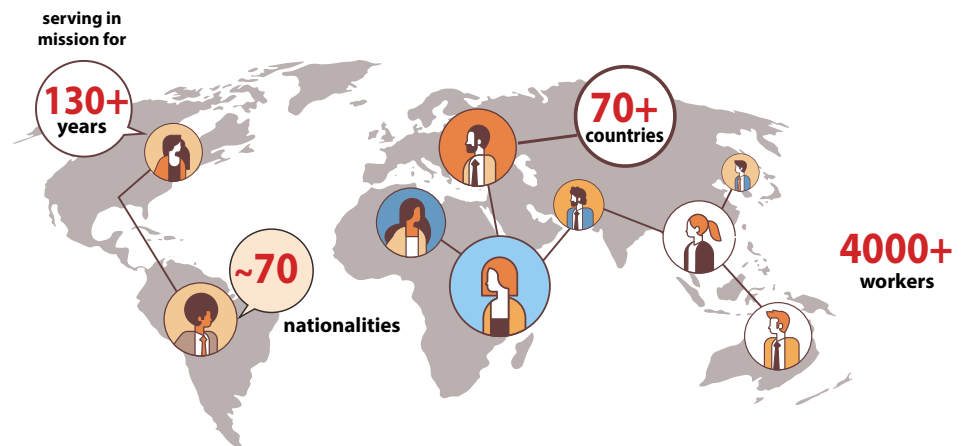 serving in
mission for
130+
years
70+
countries
~70
nationalities
4000+
workers